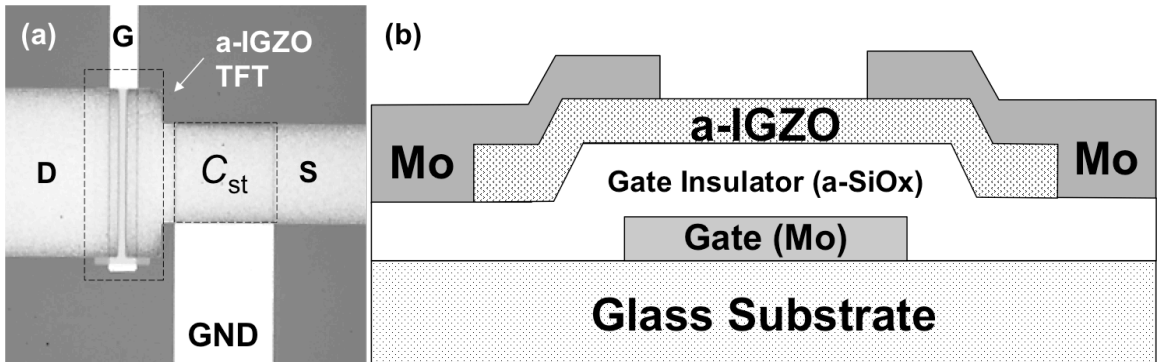 (a)
G
a-IGZO
TFT
D
Cst
S
GND
(b)
a-IGZO
Mo
Mo
Gate Insulator (a-SiOx)
Gate (Mo)
Glass Substrate